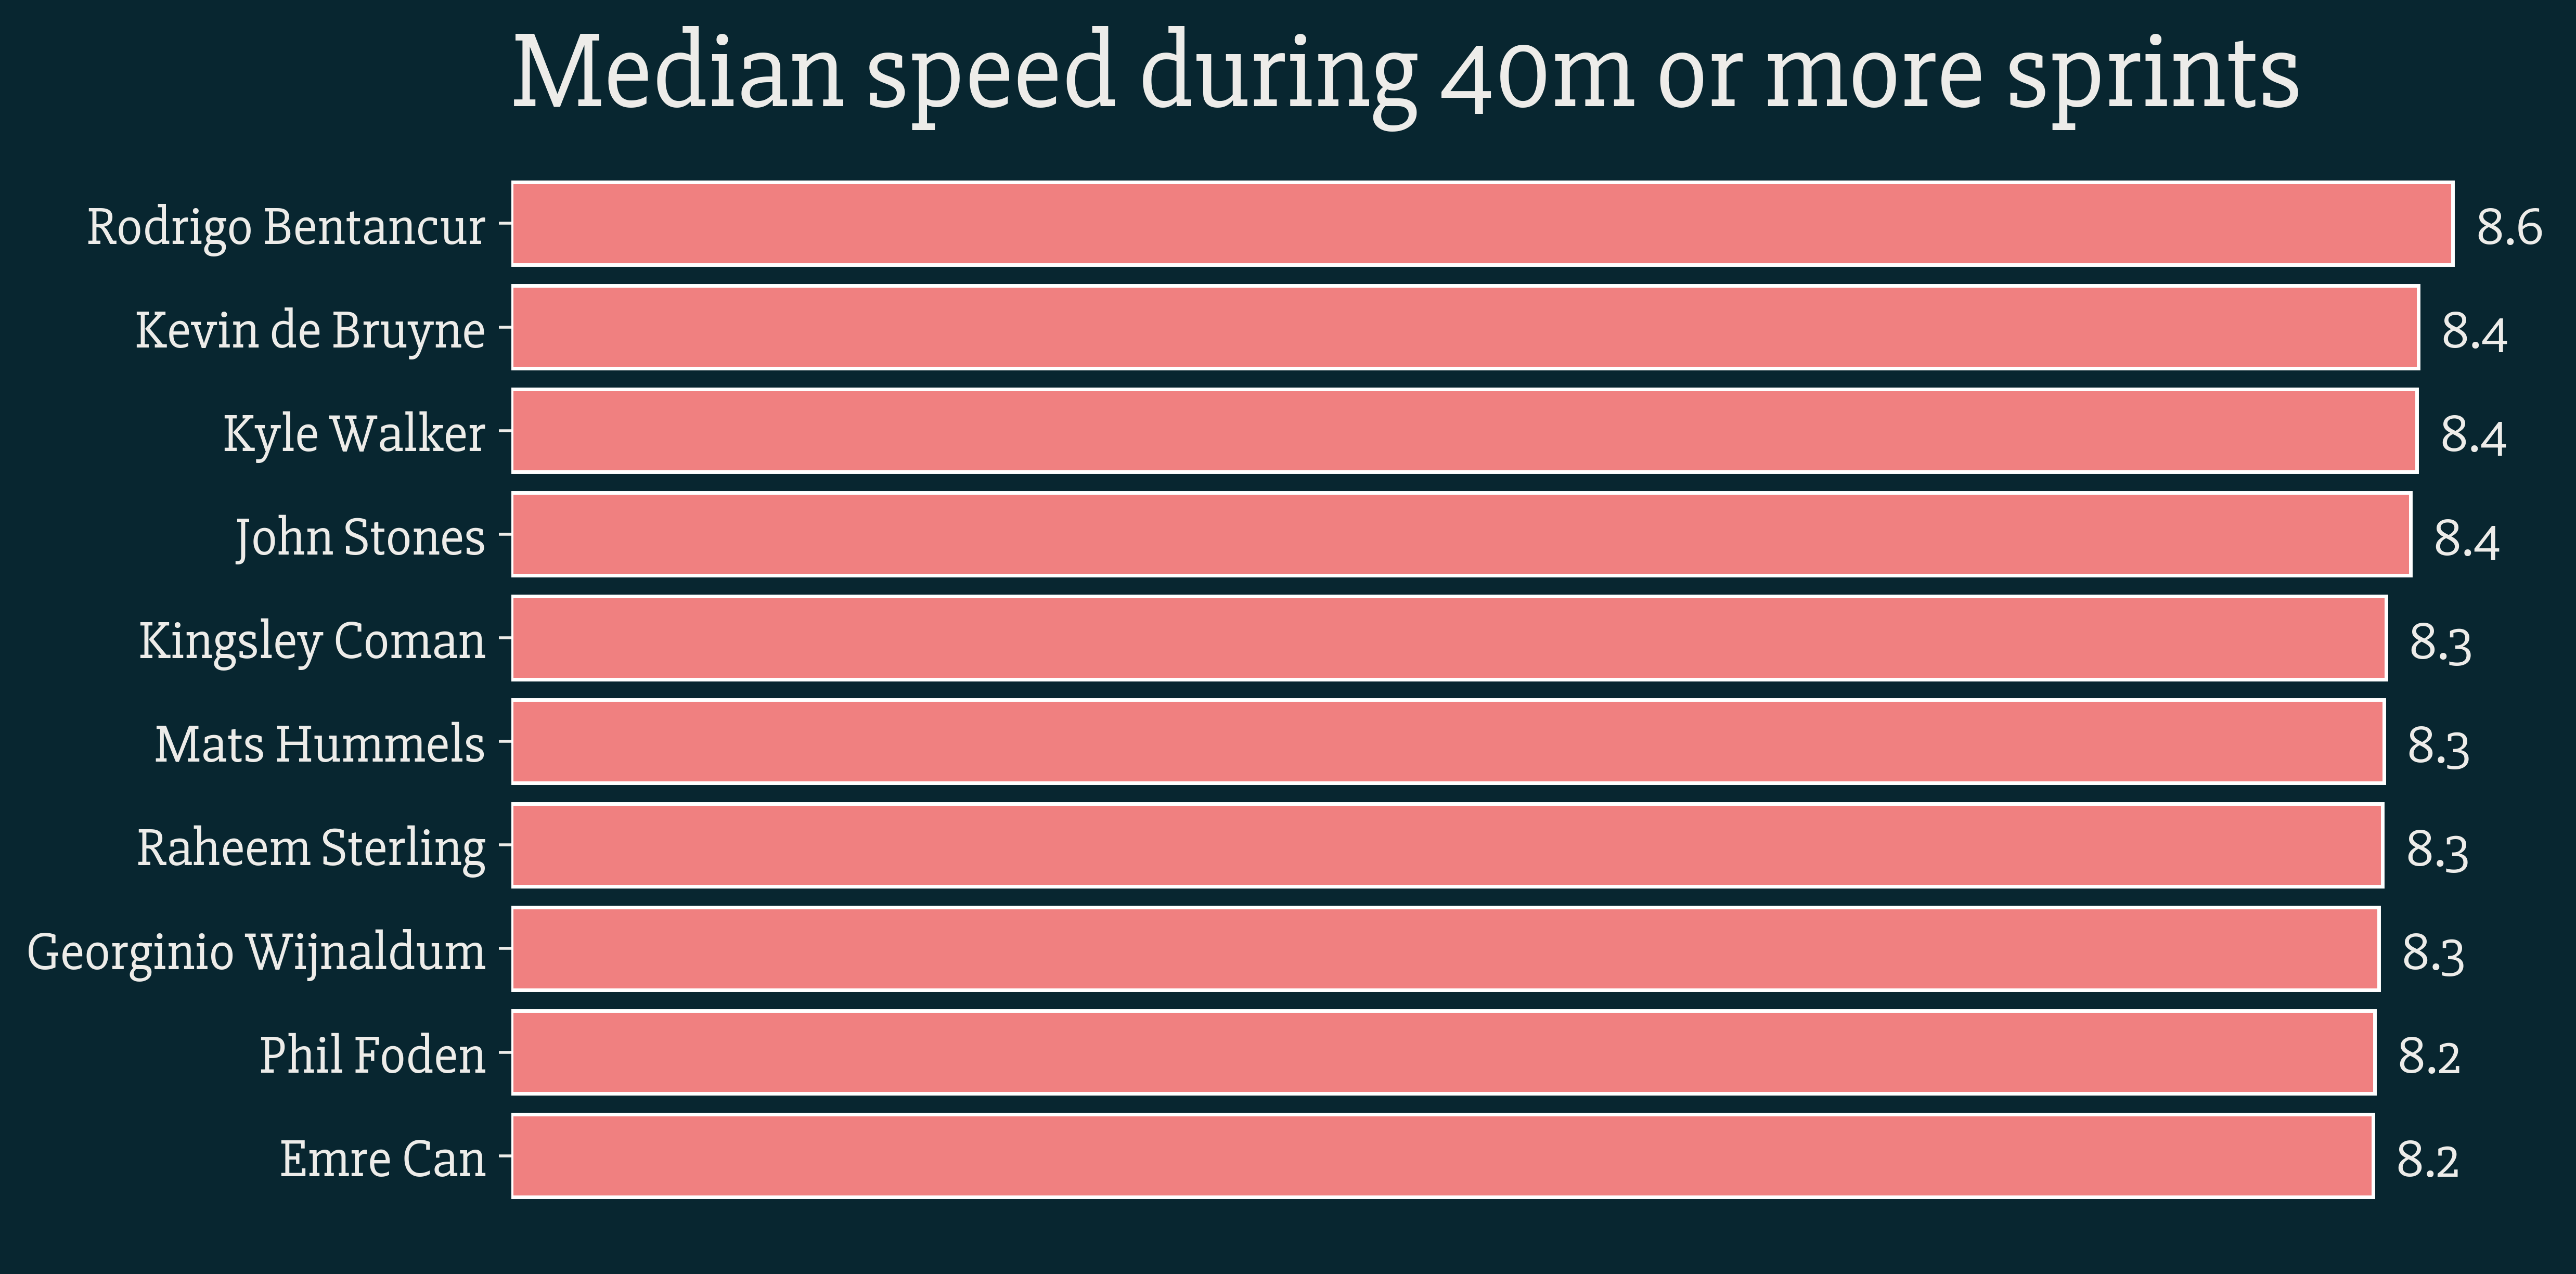 Median speed during 40m or more sprints
Rodrigo Bentancur 8.6
Kevin de Bruyne 8.4
Kyle Walker 8.4
John Stones 8.4
Kingsley Coman 8.3
Mats Hummels 8.3
Raheem Sterling 8.3
Georginio Wijnaldum 8.3
Phil Foden 8.2
Emre Can 8.2